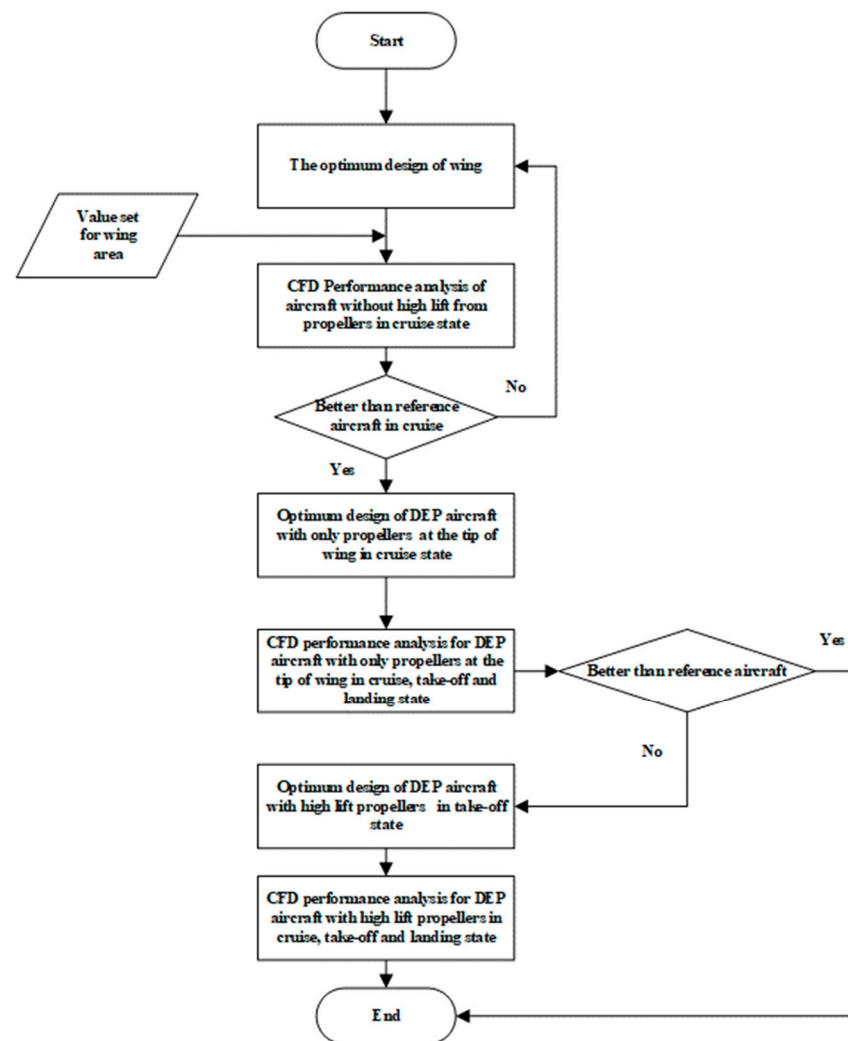 Start
The optimum design of wing
Value set
for wing
area
CFD Performance analysis of
aircraft without high lift from
propellers in cruise state
No
Better than reference
aircraft in cruise
Yes
Optimum design of DEP aircraft
with only propellers at the tip of
wing in cruise state
CFD performance analysis for DEP
aircraft with only propellers at the
tip of wing in cruise, take-off and
landing state
Better than reference aircraft
Yes
No
Optimum design of DEP aircraft
with high lift propellers in take-off
state
CFD performance analysis for DEP
aircraft with high lift propellers in
cruise, take-off and landing state
End